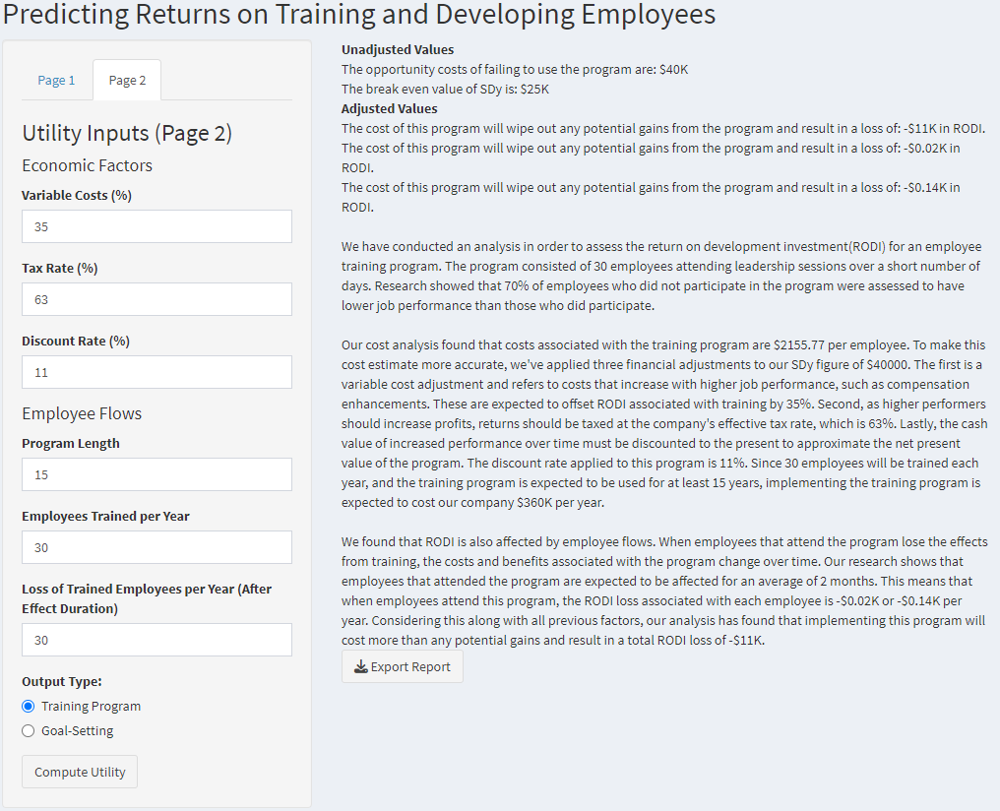 Predicting Returns on Training and Developing Employees
Page 1
Page 2
Utility Inputs (Page 2)
Economic Factors
Variable Costs (%)
35
Tax Rate (%)
63
Discount Rate (%)
11
Employee Flows
Program Length
15
Employees Trained per Year
30
Loss of Trained Employees per Year (After
Effect Duration)
30
Output Type:
Training Program
Goal-Setting
Compute Utility
Unadjusted Values
The opportunity costs of failing to use the program are: $40K
The break even value of SDy is: $25K
Adjusted Values
The cost of this program will wipe out any potential gains from the program and result in a loss of: -$11K in RODI.
The cost of this program will wipe out any potential gains from the program and result in a loss of: -$0.02K in
RODI.
The cost of this program will wipe out any potential gains from the program and result in a loss of: -$0.14K in
RODI.
We have conducted an analysis in order to assess the return on development investment(RODI) for an employee
training program. The program consisted of 30 employees attending leadership sessions over a short number of
days. Research showed that 70% of employees who did not participate in the program were assessed to have
lower job performance than those who did participate.
Our cost analysis found that costs associated with the training program are $2155.77 per employee. To make this
cost estimate more accurate, we've applied three financial adjustments to our SDy figure of $40000. The first is a
variable cost adjustment and refers to costs that increase with higher job performance, such as compensation
enhancements. These are expected to offset RODI associated with training by 35%. Second, as higher performers
should increase profits, returns should be taxed at the company's effective tax rate, which is 63%. Lastly, the cash
value of increased performance over time must be discounted to the present to approximate the net present
value of the program. The discount rate applied to this program is 11%. Since 30 employees will be trained each
year, and the training program is expected to be used for at least 15 years, implementing the training program is
expected to cost our company $360K per year.
We found that RODI is also affected by employee flows. When employees that attend the program lose the effects
from training, the costs and benefits associated with the program change over time. Our research shows that
employees that attended the program are expected to be affected for an average of 2 months. This means that
when employees attend this program, the RODI loss associated with each employee is -$0.02K or -$0.14K per
year. Considering this along with all previous factors, our analysis has found that implementing this program will
cost more than any potential gains and result in a total RODI loss of -$11K.
Export Report